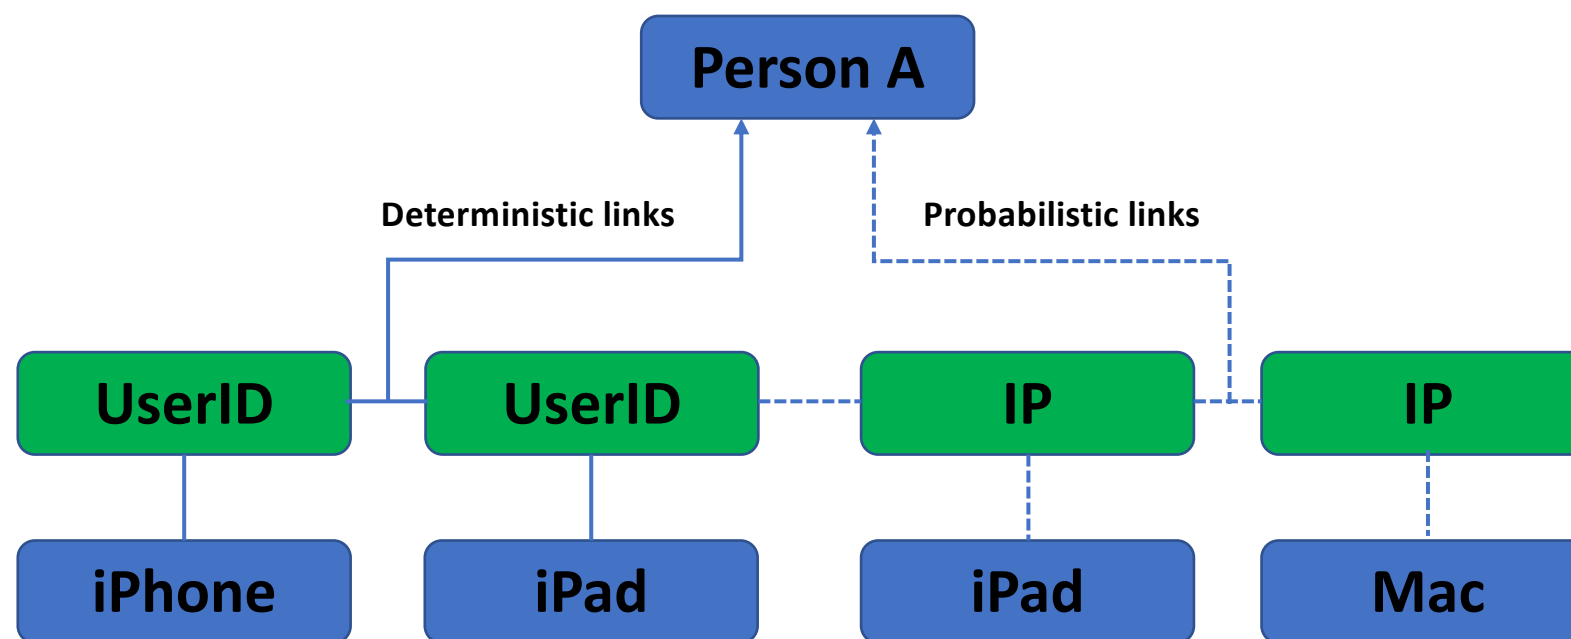 Person A
Deterministic links
Probabilistic links
UserID
UserID
IP
IP
iPhone
iPad
iPad
Mac